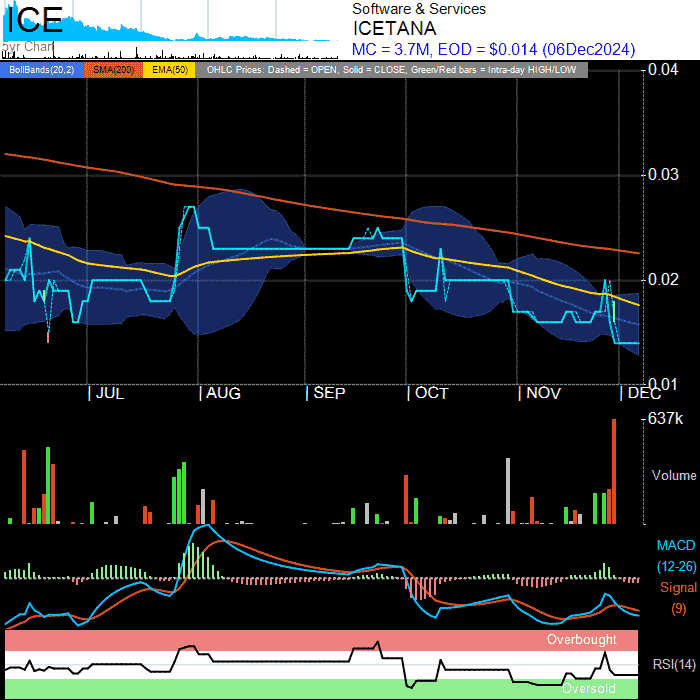 ICE
5yr Chart
Software & Services
ICETANA
MC = 3.7M, EOD = $0.014 (06Dec2024)
BollBands(20,2) SMA(200) EMA(50) OHLC Prices: Dashed = OPEN, Solid = CLOSE, Green/Red bars = Intra-day HIGH/LOW
0.04
0.03
0.02
0.01
JUL AUG SEP OCT NOV DEC
637k
Volume
MACD
(12-26)
Signal
(9)
Overbought
RSI(14)
Oversold